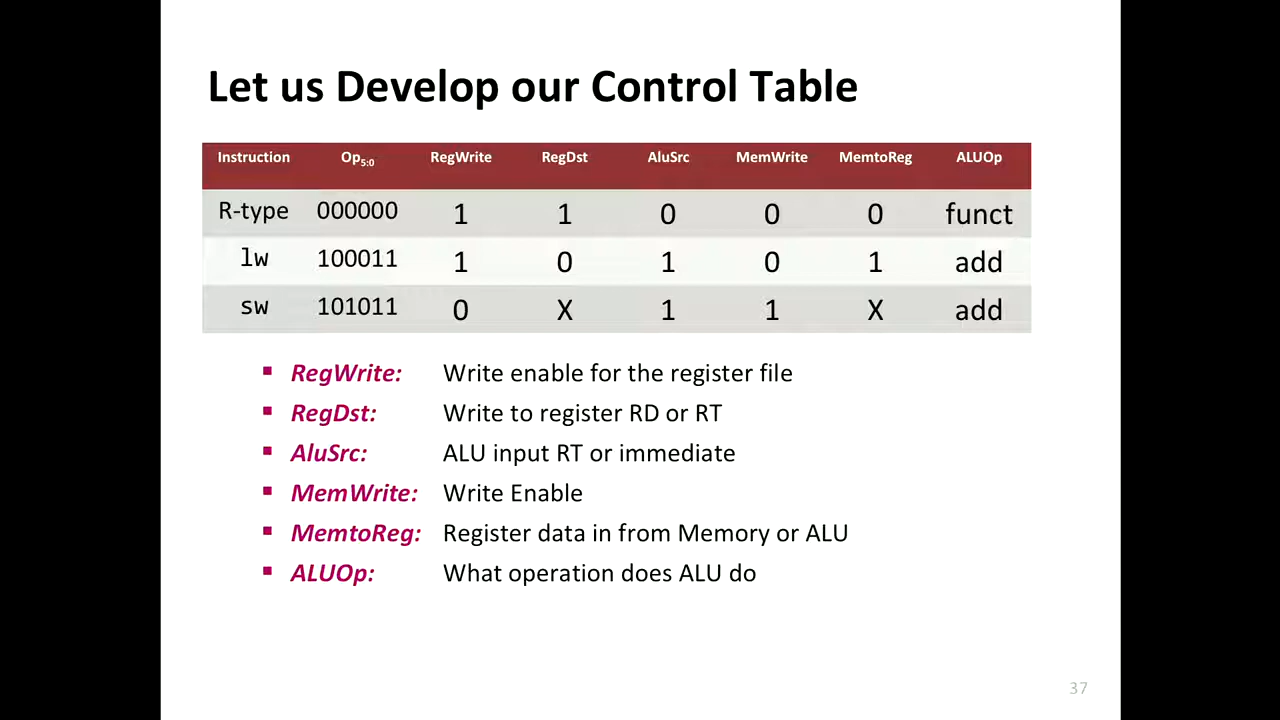 Let us Develop our Control Table
Instruction Op5:0 RegWrite RegDst AluSrc MemWrite MemtoReg ALUOp
R-type 000000 1 1 0 0 0 funct
lw 100011 1 0 1 0 1 add
sw 101011 0 X 1 1 X add
▪ RegWrite: Write enable for the register file
▪ RegDst: Write to register RD or RT
▪ AluSrc: ALU input RT or immediate
▪ MemWrite: Write Enable
▪ MemtoReg: Register data in from Memory or ALU
▪ ALUOp: What operation does ALU do
37